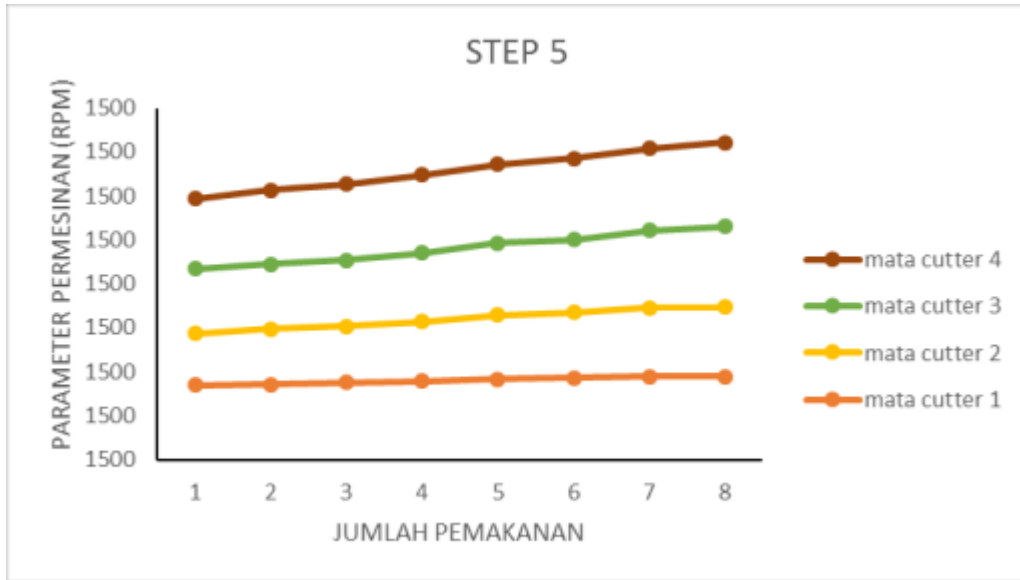 STEP 5
PARAMETER PERMESINAN (RPM)
1500
1500
1500
1500
1500
1500
1500
1500
1500
1 2 3 4 5 6 7 8
JUMLAH PEMAKANAN
mata cutter 4
mata cutter 3
mata cutter 2
mata cutter 1